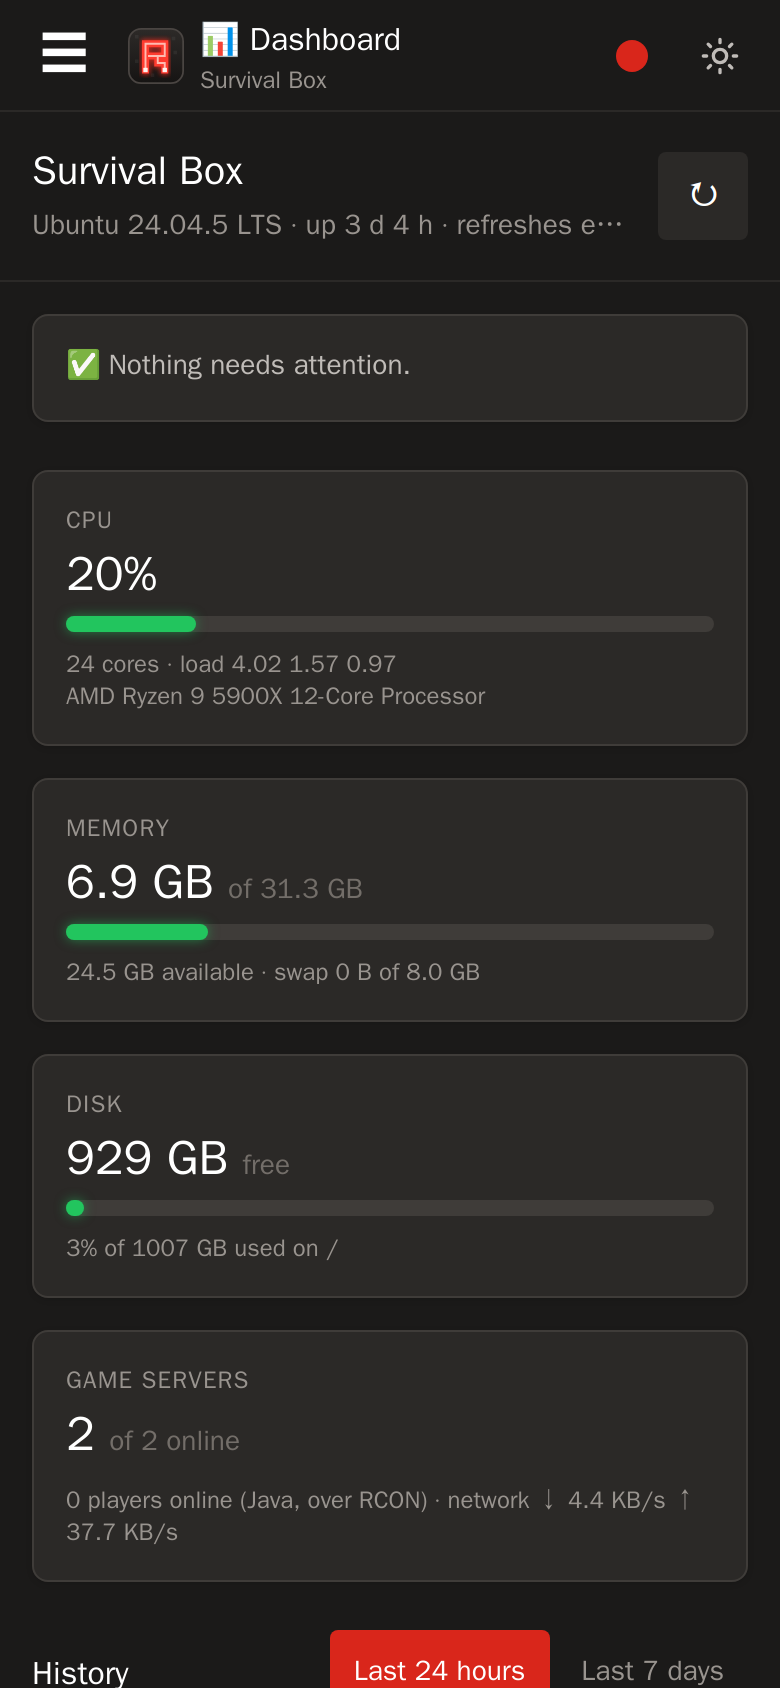 Dashboard
Survival Box
Survival Box
Ubuntu 24.04.5 LTS · up 3 d 4 h · refreshes e···
Nothing needs attention.
CPU
20%
24 cores · load 4.02 1.57 0.97
AMD Ryzen 9 5900X 12-Core Processor
MEMORY
6.9 GB of 31.3 GB
24.5 GB available · swap 0 B of 8.0 GB
DISK
929 GB free
3% of 1007 GB used on /
GAME SERVERS
2 of 2 online
0 players online (Java, over RCON) · network ↓ 4.4 KB/s ↑
37.7 KB/s
History
Last 24 hours
Last 7 days